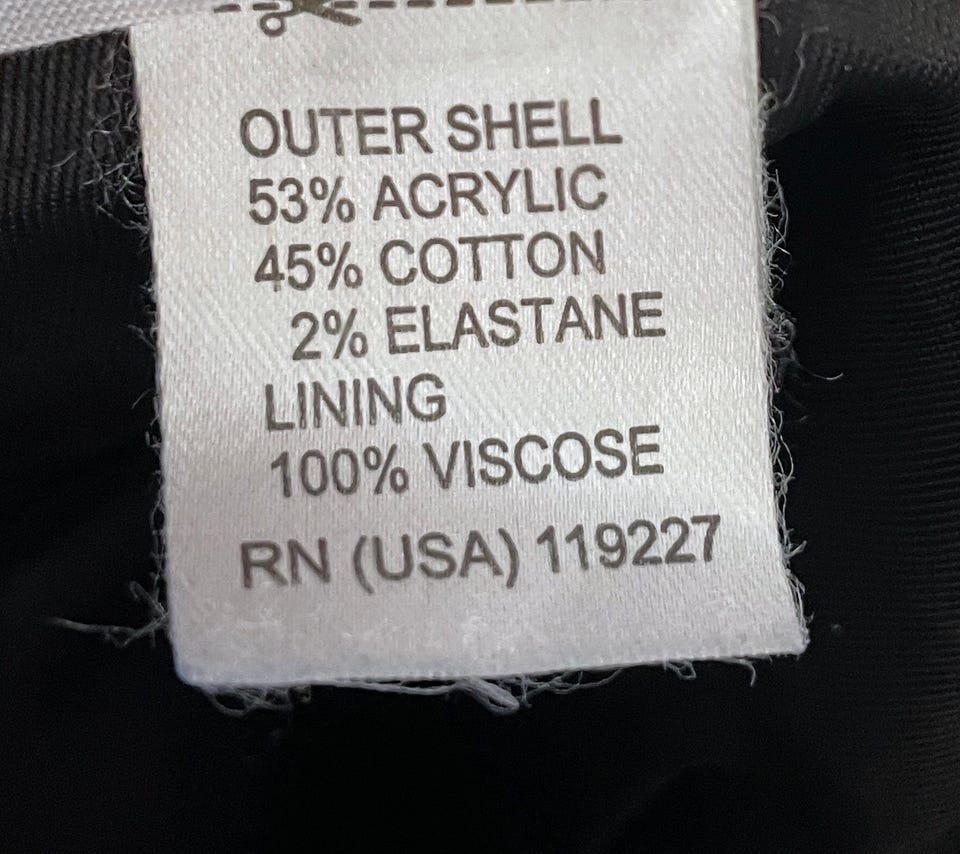 OUTER SHELL
53% ACRYLIC
45% COTTON
2% ELASTANE
LINING
100% VISCOSE
RN (USA) 119227